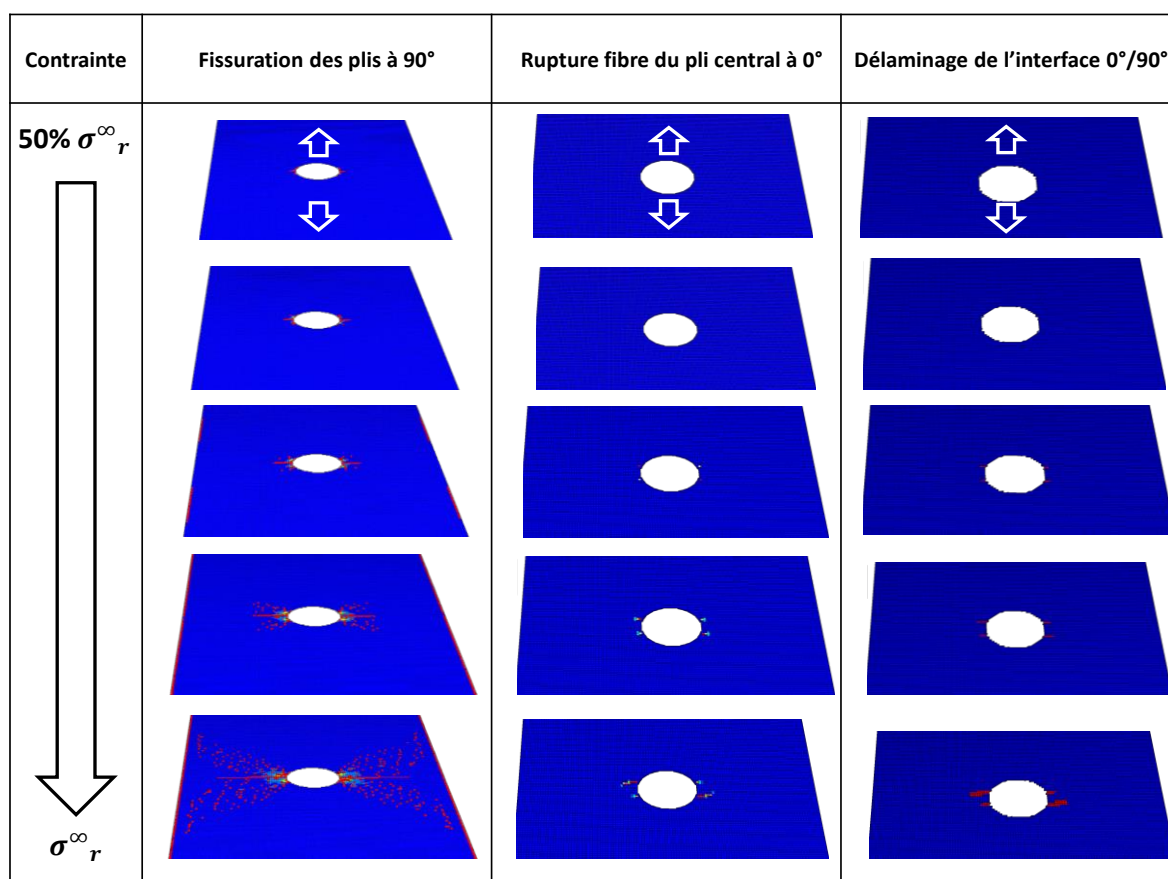 Contrainte
Fissuration des plis à 90°
Rupture fibre du pli central à 0°
Délaminage de l’interface 0°/90°
50% σ∞r
σ∞r